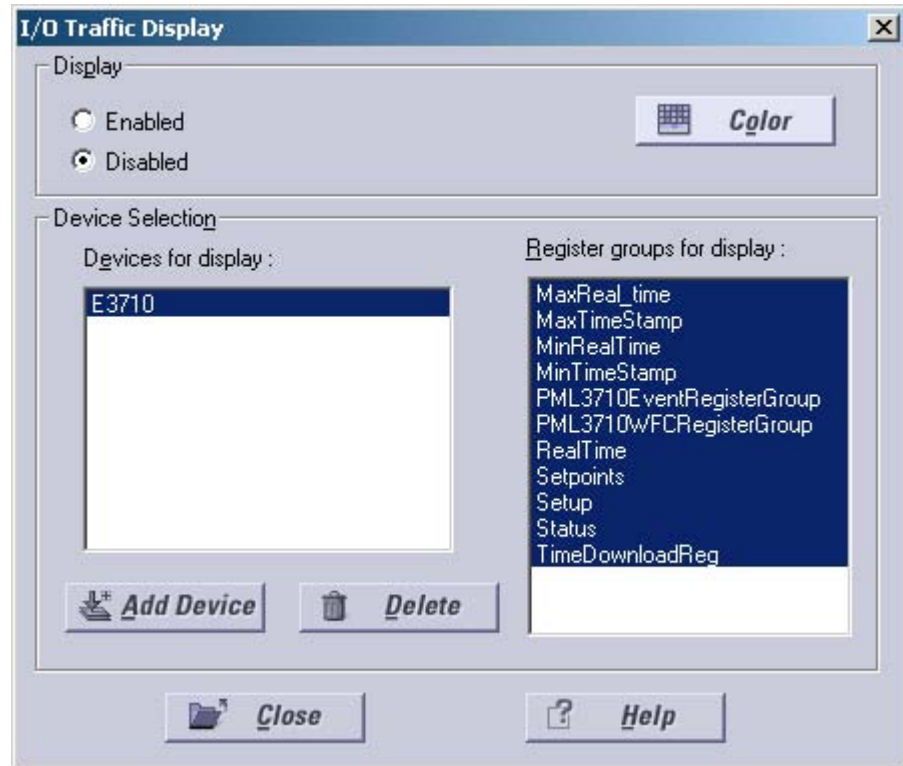 I/O Traffic Display
Display
Enabled
Disabled
Color
Device Selection
Devices for display :
E3710
Register groups for display :
MaxReal_time
MaxTimeStamp
MinRealTime
MinTimeStamp
PML3710EventRegisterGroup
PML3710WFCRegisterGroup
RealTime
Setpoints
Setup
Status
TimeDownloadReg
Add Device
Delete
Close
Help